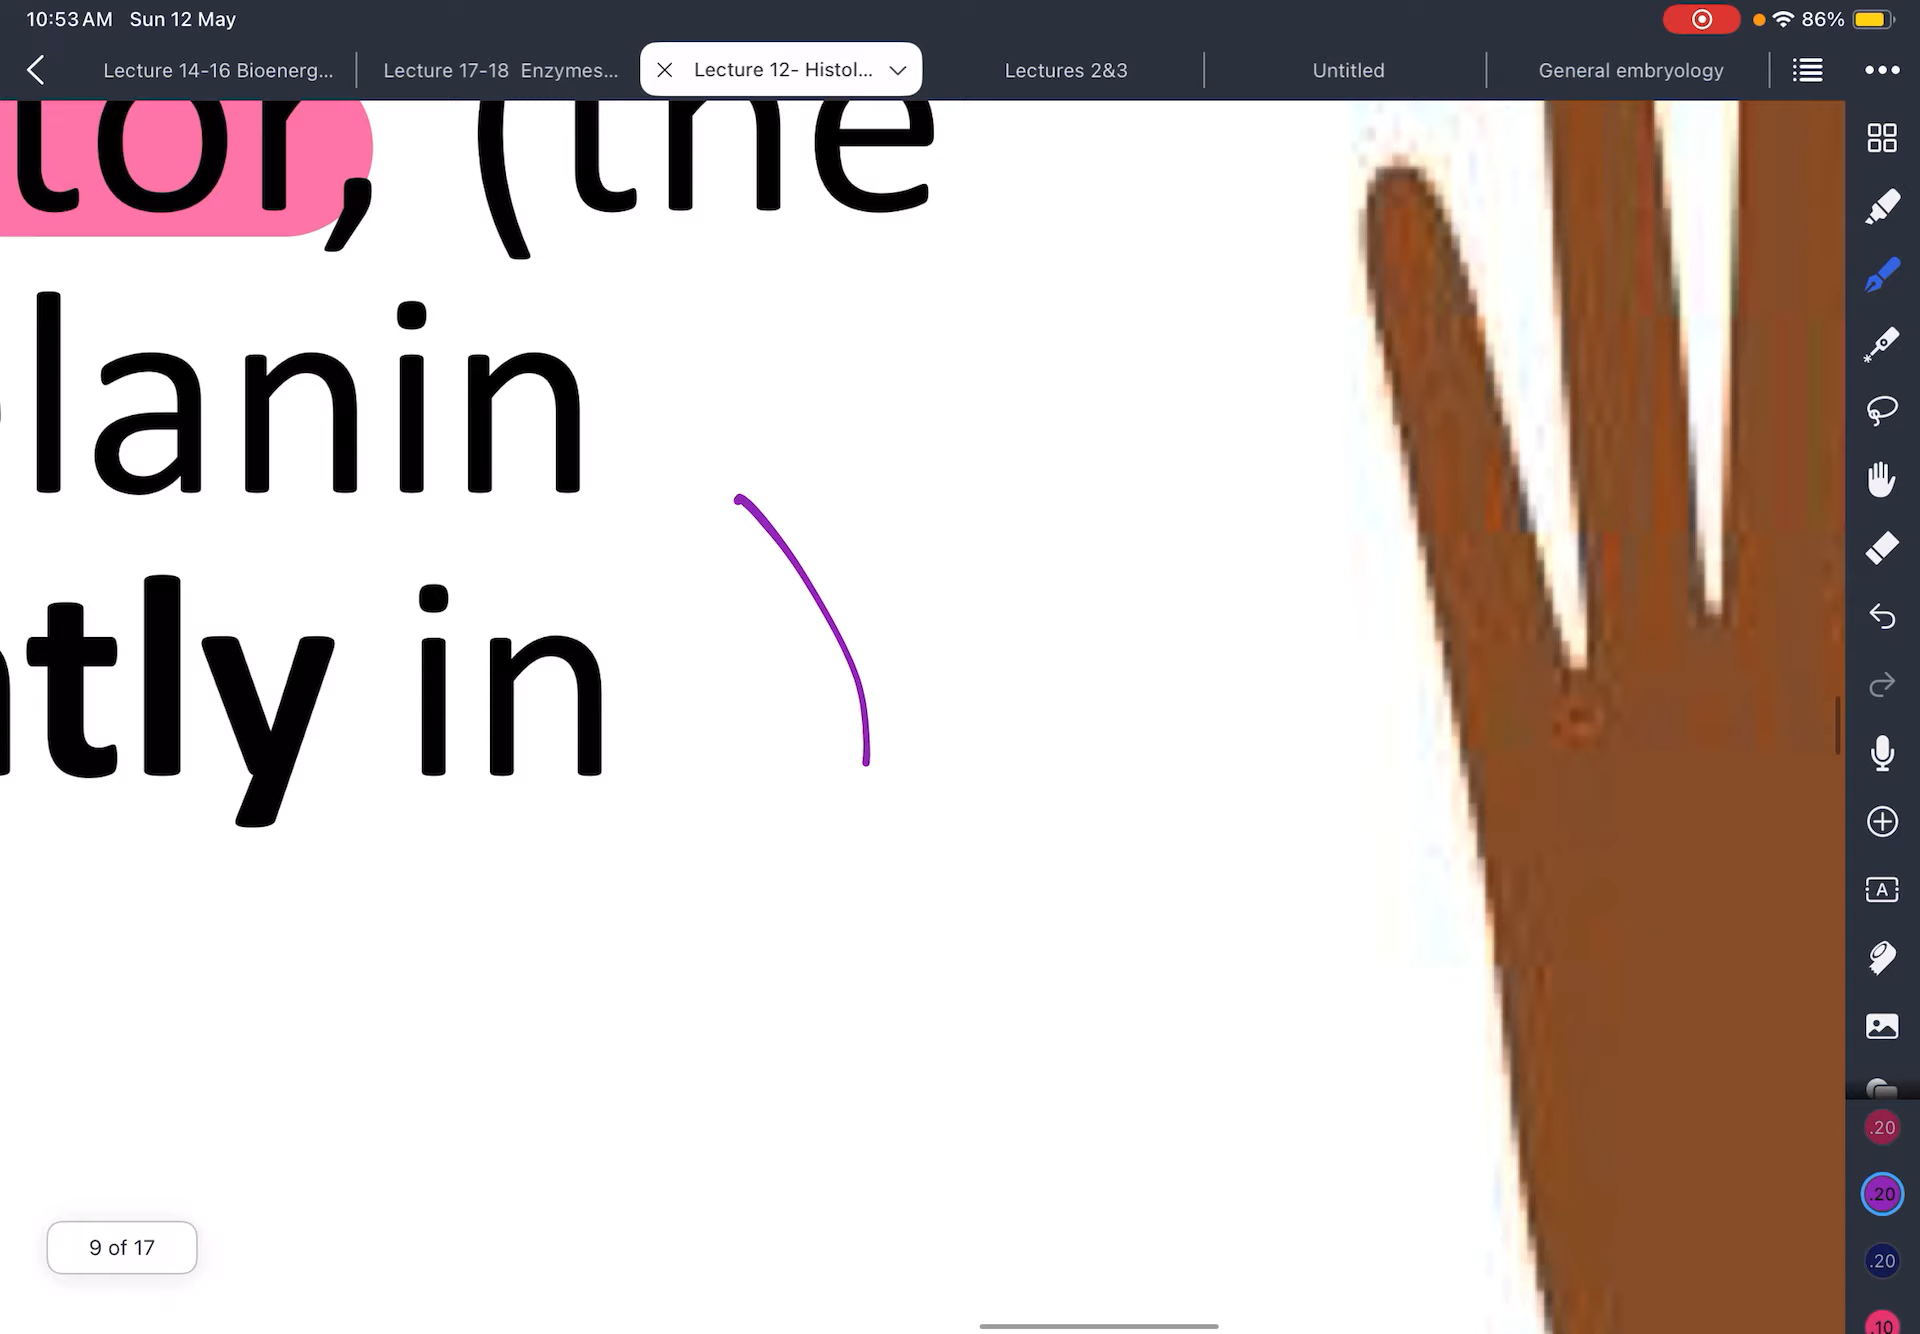 10:53 AM Sun 12 May
86%
Lecture 14-16 Bioenerg...
Lecture 17-18 Enzymes...
Lecture 12- Histol...
Lectures 2&3
Untitled
General embryology
tor, (the
lanin
tly in
A
.20
.20
.20
.10
9 of 17